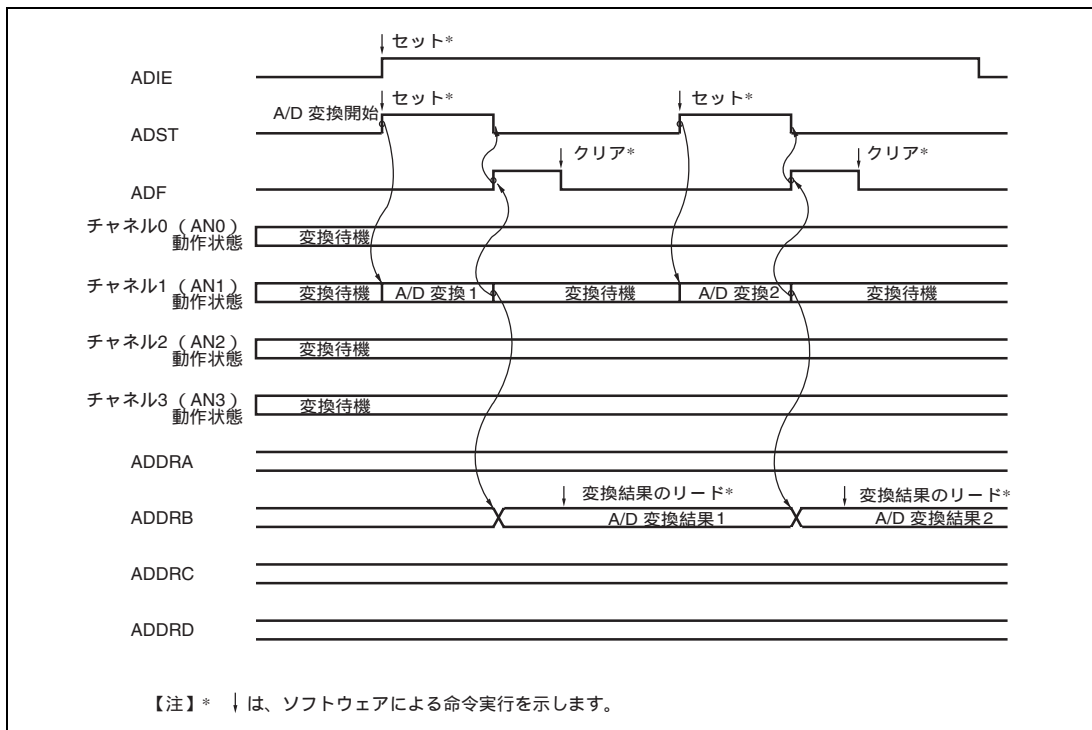 ↓セット*
ADIE
A/D 変換開始 ↓セット* ↓セット*
ADST
↓クリア* ↓クリア*
ADF
チャネル0（AN0）
動作状態 変換待機
チャネル1（AN1）
動作状態 変換待機 A/D 変換1 変換待機 A/D 変換2 変換待機
チャネル2（AN2）
動作状態 変換待機
チャネル3（AN3）
動作状態 変換待機
ADDRA
↓変換結果のリード* ↓変換結果のリード*
ADDRB A/D 変換結果1 A/D 変換結果2
ADDRC
ADDRD
【注】* ↓は、ソフトウェアによる命令実行を示します。